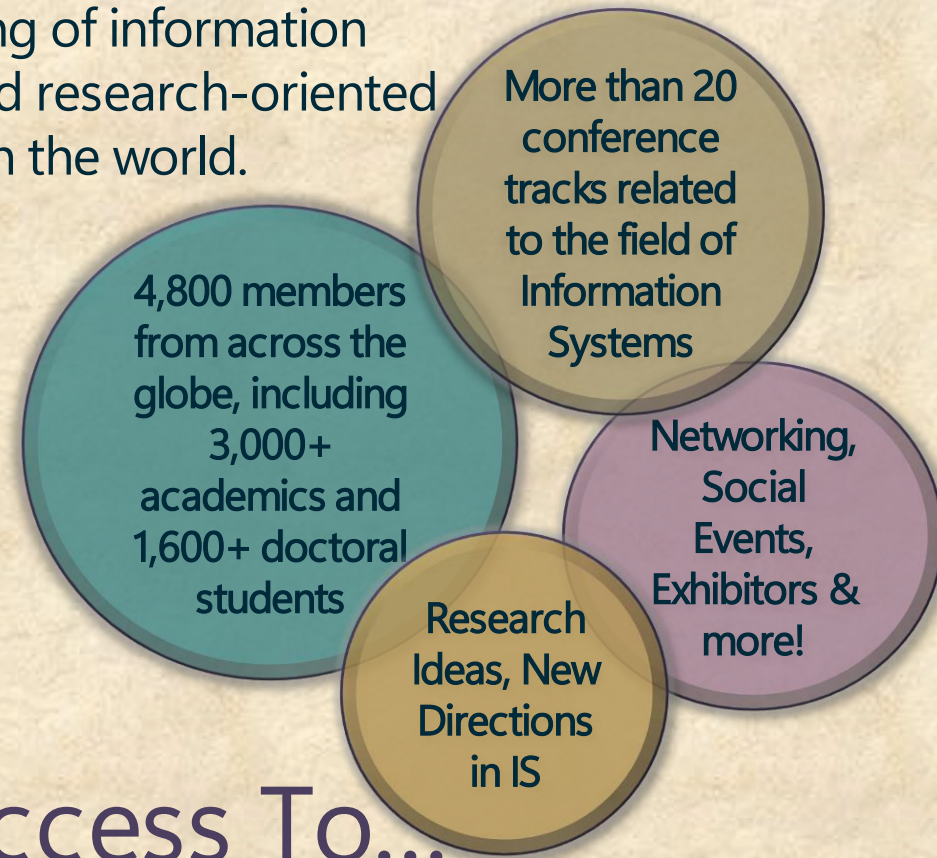 ng of information
d research-oriented
n the world.
More than 20
conference
tracks related
to the field of
Information
Systems
4,800 members
from across the
globe, including
3,000+
academics and
1,600+ doctoral
students
Networking,
Social
Events,
Exhibitors &
more!
Research
Ideas, New
Directions
in IS
ccess To...